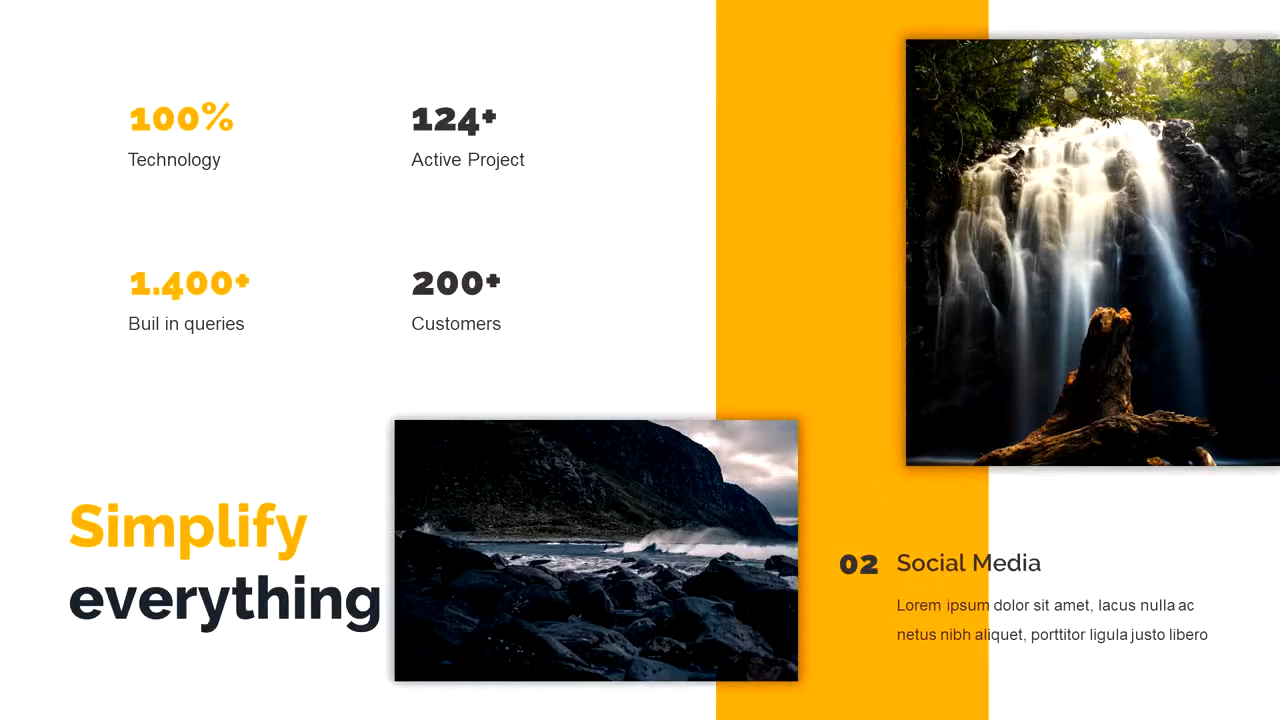 100%
Technology
124+
Active Project
1.400+
Buil in queries
200+
Customers
Simplify
everything
02 Social Media
Lorem ipsum dolor sit amet, lacus nulla ac
netus nibh aliquet, porttitor ligula justo libero